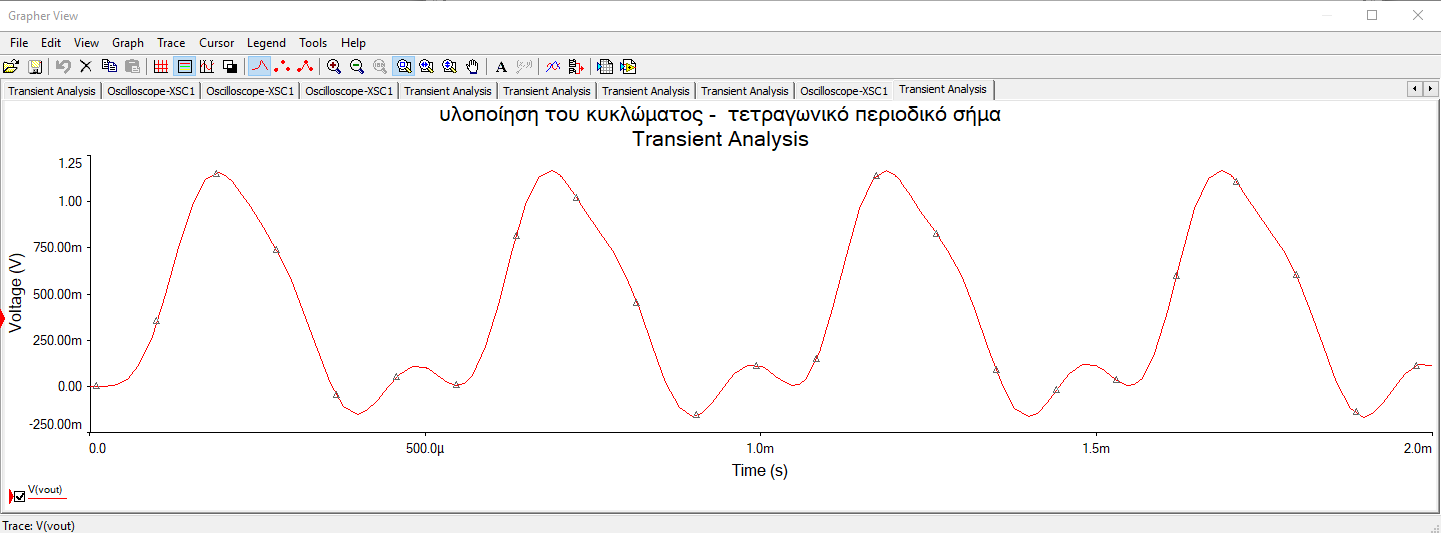 Grapher View
File Edit View Graph Trace Cursor Legend Tools Help
Transient Analysis Oscilloscope-XSC1 Oscilloscope-XSC1 Oscilloscope-XSC1 Transient Analysis Transient Analysis Transient Analysis Transient Analysis Oscilloscope-XSC1 Transient Analysis
υλοποίηση του κυκλώματος - τετραγωνικό περιοδικό σήμα
Transient Analysis
1.25
1.00
750.00m
500.00m
250.00m
0.00
-250.00m
Voltage (V)
0.0 500.0µ 1.0m 1.5m 2.0m
Time (s)
V(vout)
Trace: V(vout)